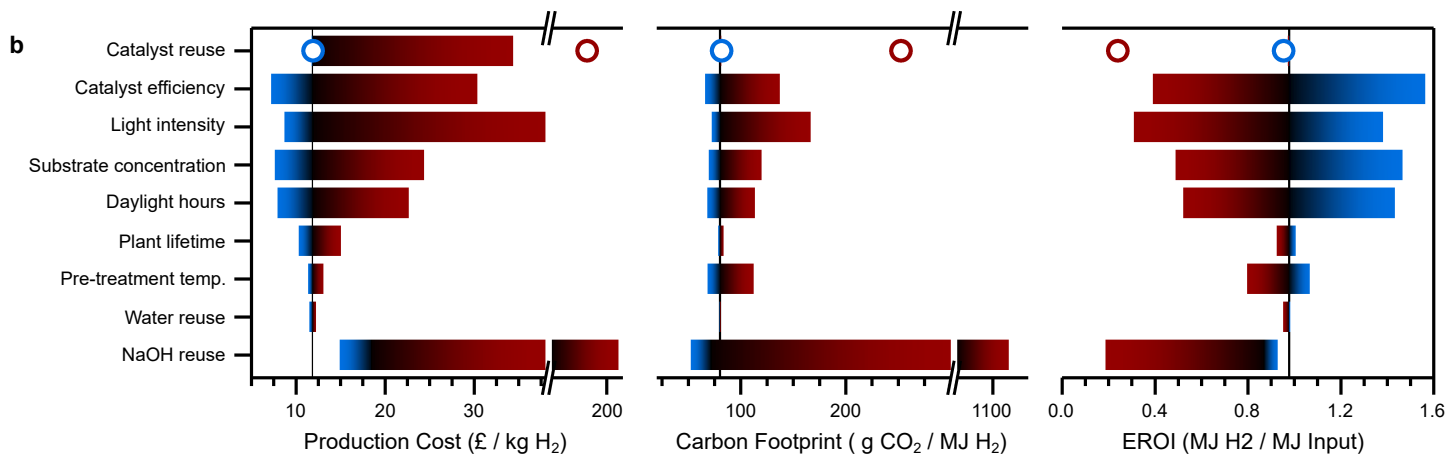 b
Catalyst reuse
Catalyst efficiency
Light intensity
Substrate concentration
Daylight hours
Plant lifetime
Pre-treatment temp.
Water reuse
NaOH reuse
10 20 30 200
100 200 1100
0.0 0.4 0.8 1.2 1.6
Production Cost (£ / kg H₂)
Carbon Footprint ( g CO₂ / MJ H₂)
EROI (MJ H2 / MJ Input)